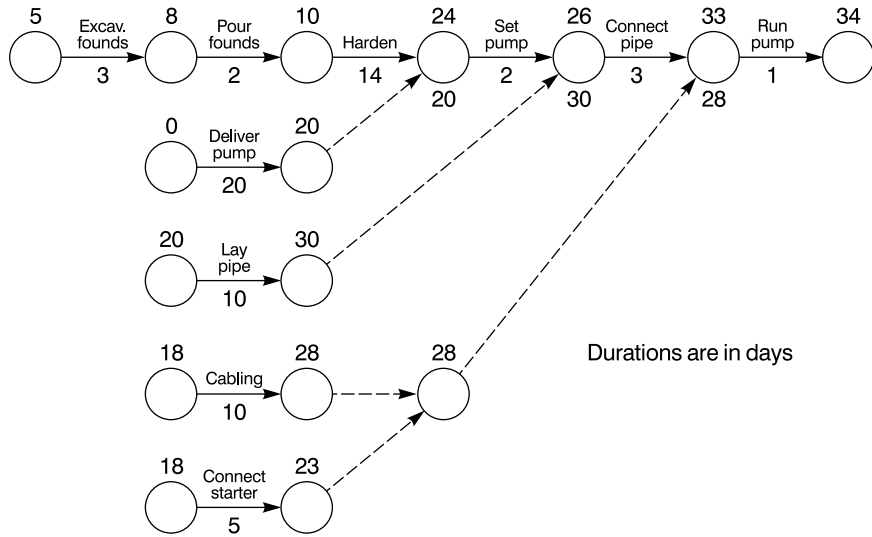 5 8 10 24 26 33 34
Excav. founds Pour founds Harden Set pump Connect pipe Run pump
3 2 14 2 3 1
20 30 28
0 20
Deliver pump
20
20 30
Lay pipe
10
18 28 28
Cabling
10
Durations are in days
18 23
Connect starter
5